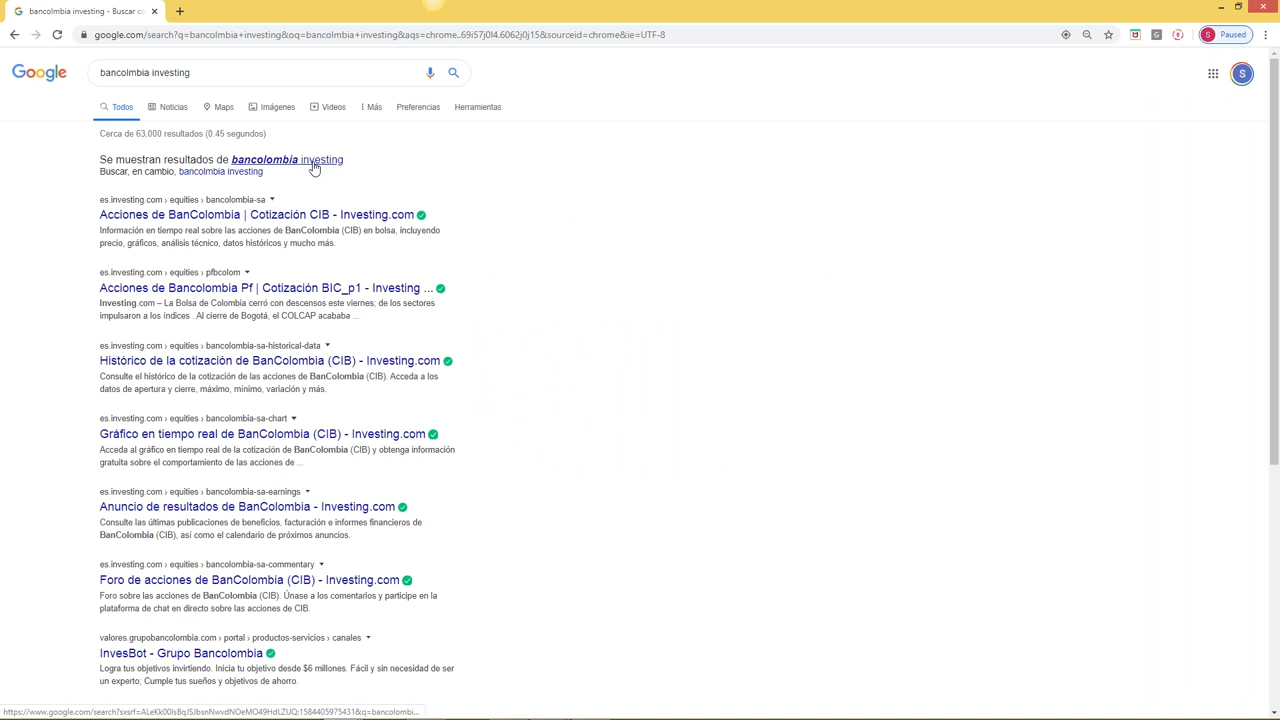 bancolmbia investing - Buscar co
google.com/search?q=bancolmbia+investing&oq=bancolmbia+investing&aqs=chrome..69i57j0l4.6062j0j15&sourceid=chrome&ie=UTF-8
S Paused
Google
bancolmbia investing
S
Todos Noticias Maps Imágenes Videos Más Preferencias Herramientas
Cerca de 63,000 resultados (0.45 segundos)
Se muestran resultados de bancolombia investing
Buscar, en cambio, bancolmbia investing
es.investing.com › equities › bancolombia-sa
Acciones de BanColombia | Cotización CIB - Investing.com
Información en tiempo real sobre las acciones de BanColombia (CIB) en bolsa, incluyendo
precio, gráficos, análisis técnico, datos históricos y mucho más.
es.investing.com › equities › pfbcolom
Acciones de Bancolombia Pf | Cotización BIC_p1 - Investing ...
Investing.com – La Bolsa de Colombia cerró con descensos este viernes; de los sectores
impulsaron a los índices . Al cierre de Bogotá, el COLCAP acababa ...
es.investing.com › equities › bancolombia-sa-historical-data
Histórico de la cotización de BanColombia (CIB) - Investing.com
Consulte el histórico de la cotización de las acciones de BanColombia (CIB). Acceda a los
datos de apertura y cierre, máximo, mínimo, variación y más.
es.investing.com › equities › bancolombia-sa-chart
Gráfico en tiempo real de BanColombia (CIB) - Investing.com
Acceda al gráfico en tiempo real de la cotización de BanColombia (CIB) y obtenga información
gratuita sobre el comportamiento de las acciones de ...
es.investing.com › equities › bancolombia-sa-earnings
Anuncio de resultados de BanColombia - Investing.com
Consulte las últimas publicaciones de beneficios, facturación e informes financieros de
BanColombia (CIB), así como el calendario de próximos anuncios.
es.investing.com › equities › bancolombia-sa-commentary
Foro de acciones de BanColombia (CIB) - Investing.com
Foro sobre las acciones de BanColombia (CIB). Únase a los comentarios y participe en la
plataforma de chat en directo sobre las acciones de CIB.
valores.grupobancolombia.com › portal › productos-servicios › canales
InvesBot - Grupo Bancolombia
Logra tus objetivos invirtiendo. Inicia tu objetivo desde $6 millones. Fácil y sin necesidad de ser
un experto; Cumple tus sueños y objetivos de ahorro.